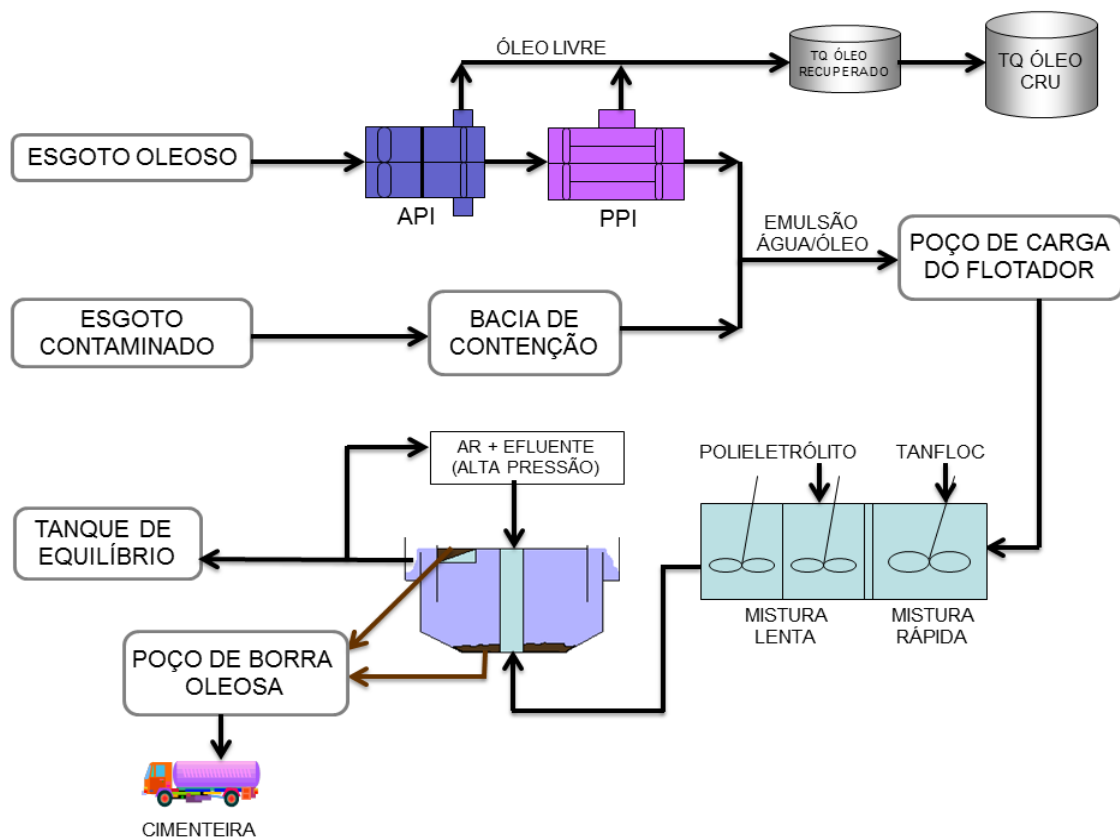 ÓLEO LIVRE
TQ ÓLEO
RECUPERADO
TQ ÓLEO
CRU
ESGOTO OLEOSO
API
PPI
EMULSÃO
ÁGUA/ÓLEO
POÇO DE CARGA
DO FLOTADOR
ESGOTO
CONTAMINADO
BACIA DE
CONTENÇÃO
AR + EFLUENTE
(ALTA PRESSÃO)
POLIELETRÓLITO
TANFLOC
TANQUE DE
EQUILÍBRIO
MISTURA
LENTA
MISTURA
RÁPIDA
POÇO DE BORRA
OLEOSA
CIMENTEIRA